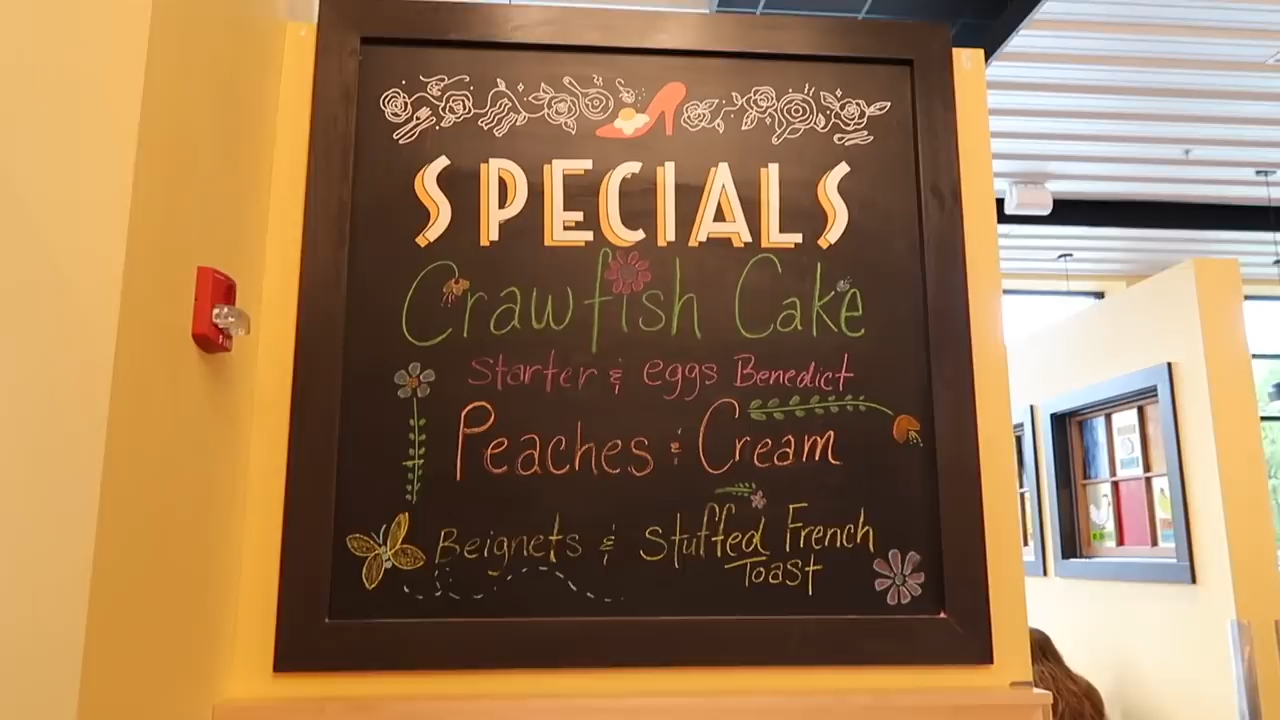 SPECIALS
Crawfish Cake
Starter & eggs Benedict
Peaches & Cream
Beignets & Stuffed French
Toast